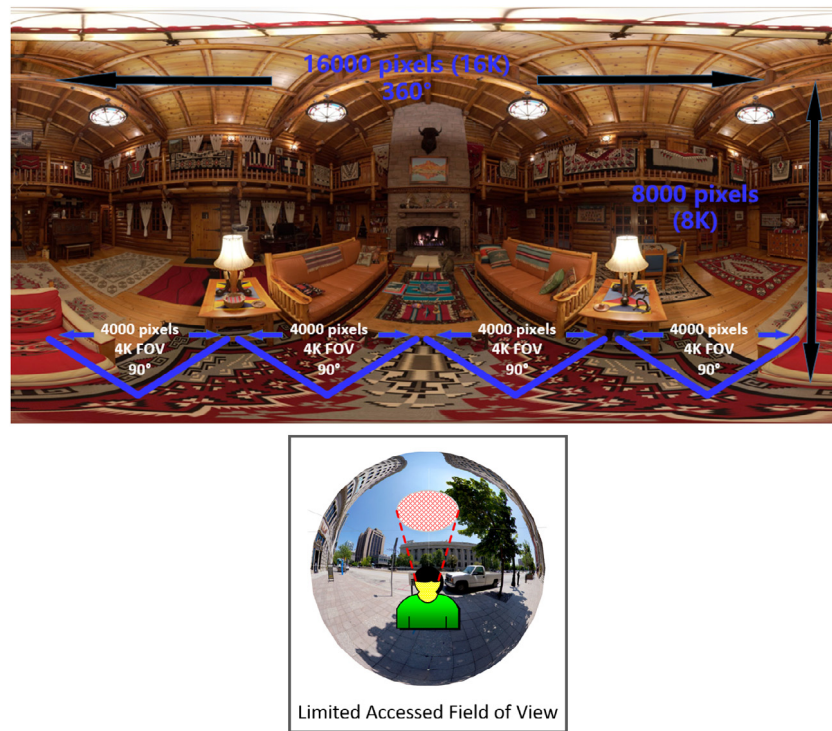 16000 pixels (16K)
360°
8000 pixels
(8K)
4000 pixels
4K FOV
90°
4000 pixels
4K FOV
90°
4000 pixels
4K FOV
90°
4000 pixels
4K FOV
90°
Limited Accessed Field of View